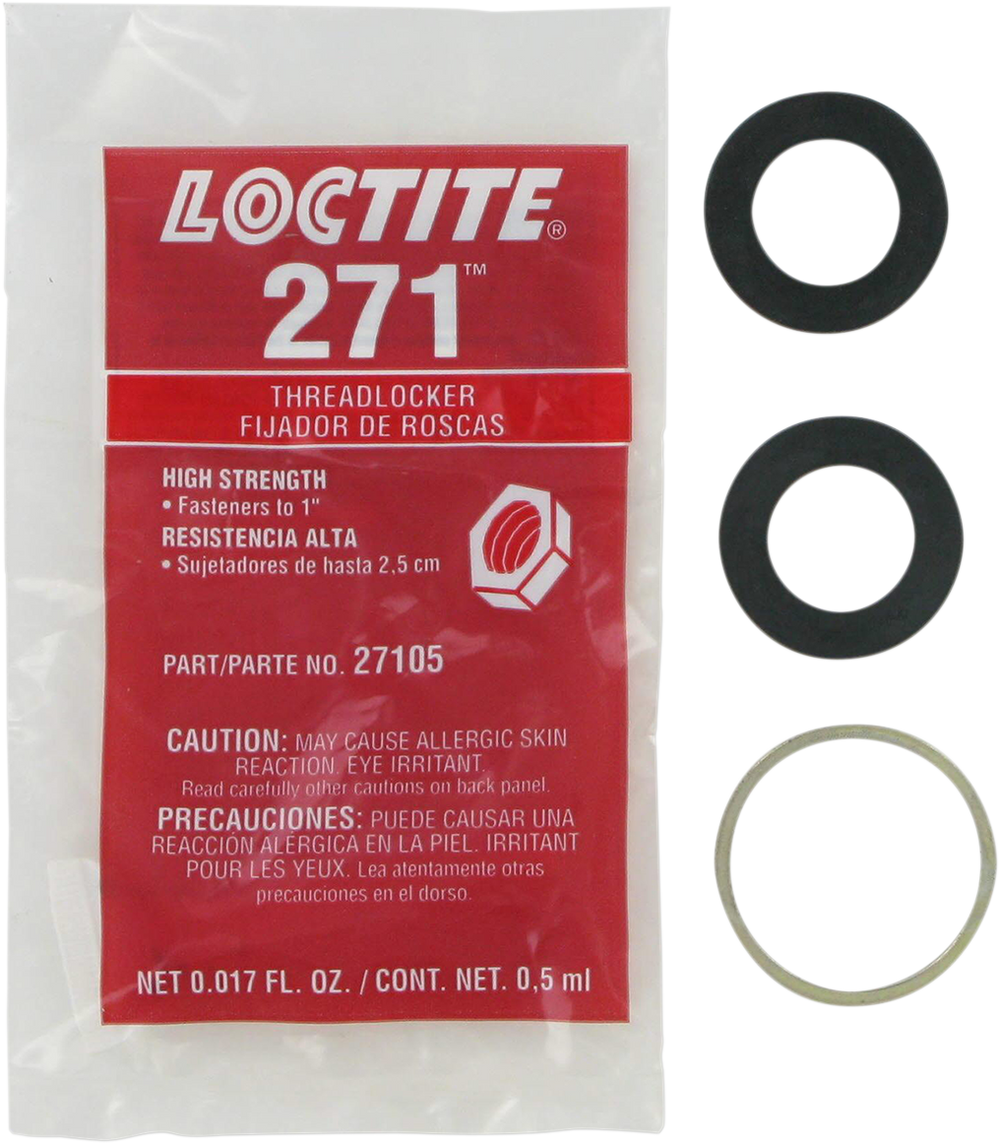 LOCTITE®
271™
THREADLOCKER
FIJADOR DE ROSCAS
HIGH STRENGTH
• Fasteners to 1"
RESISTENCIA ALTA
• Sujetadores de hasta 2,5 cm
PART/PARTE NO. 27105
CAUTION: MAY CAUSE ALLERGIC SKIN
REACTION. EYE IRRITANT.
Read carefully other cautions on back panel.
PRECAUCIONES: PUEDE CAUSAR UNA
REACCIÓN ALÉRGICA EN LA PIEL. IRRITANT
POUR LES YEUX. Lea atentamente otras
precauciones en el dorso.
NET 0.017 FL. OZ. / CONT. NET. 0,5 ml